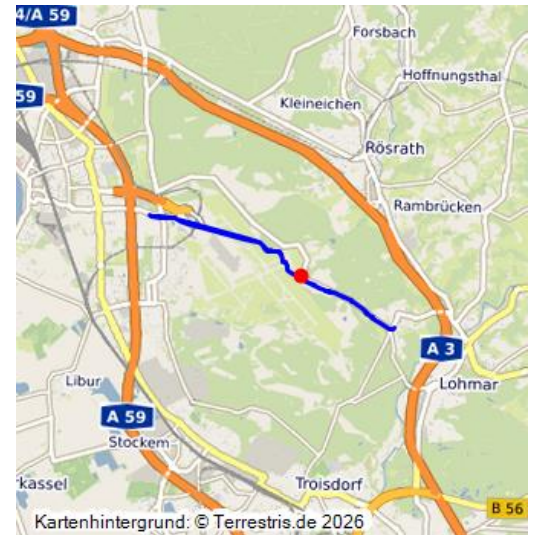 4/A 59
Forsbach
Hoffnungsthal
59
Kleineichen
Rösrath
Rambrücken
A 3
Libur
Lohmar
A 59
Stockem
kassel
Troisdorf
B 56
Kartenhintergrund: © Terrestris.de 2026